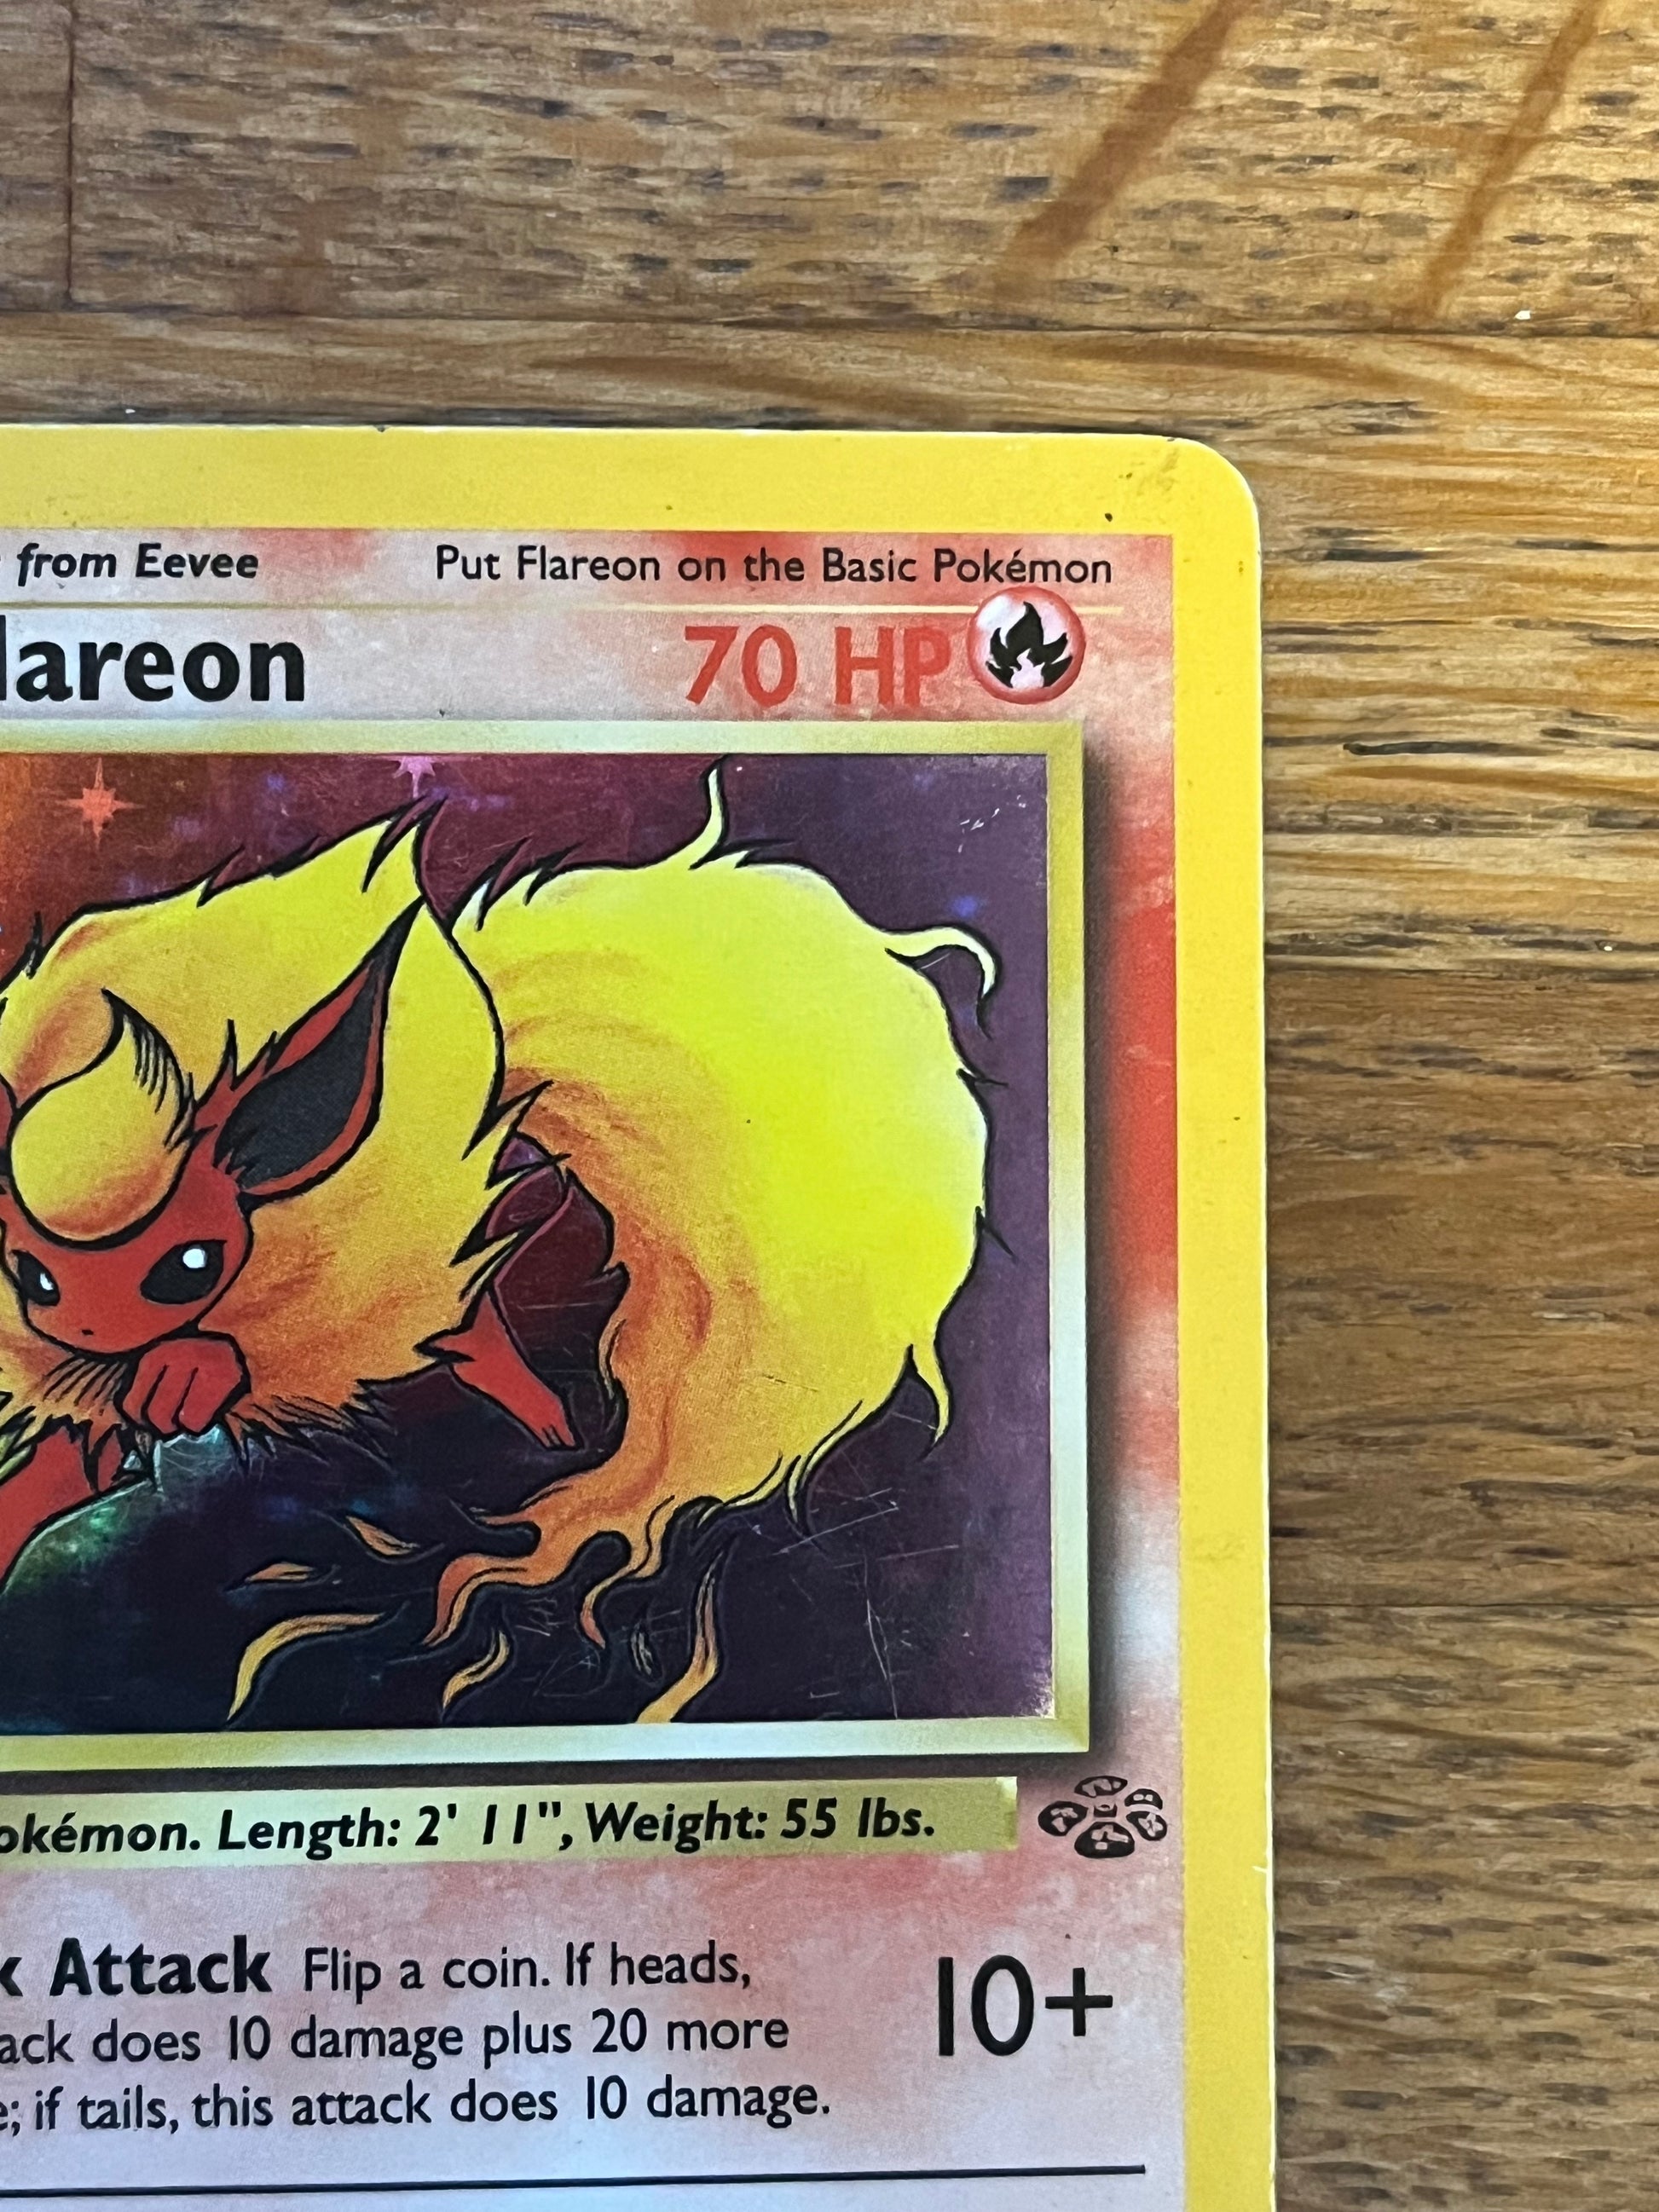 from Eevee
Put Flareon on the Basic Pokémon
lareon
70 HP
okémon. Length: 2' 11", Weight: 55 lbs.
k Attack Flip a coin. If heads,
ack does 10 damage plus 20 more
e; if tails, this attack does 10 damage.
10+